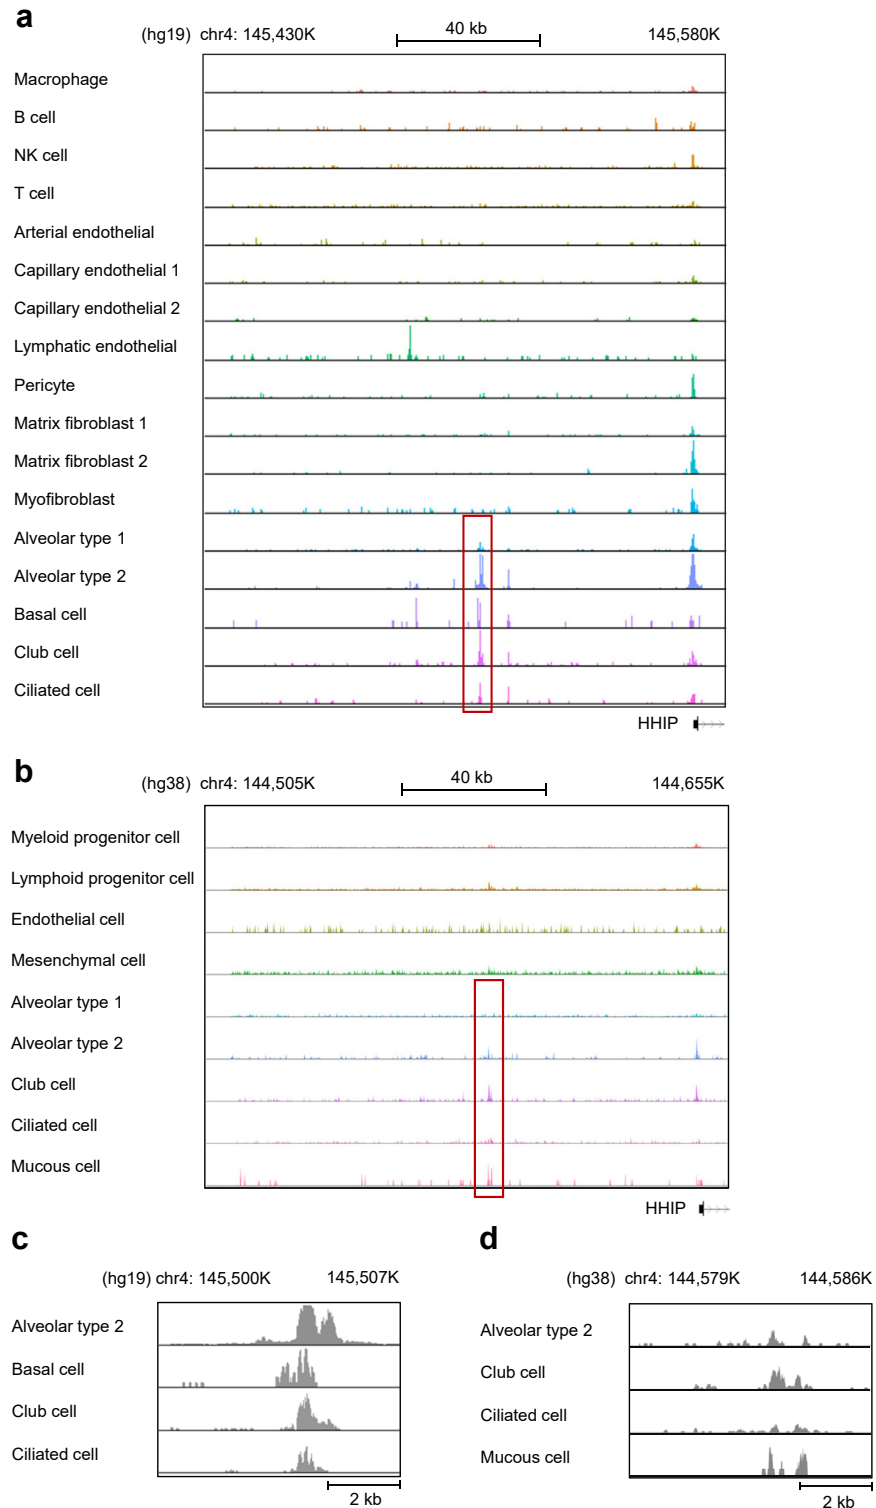 a
(hg19) chr4: 145,430K 40 kb 145,580K
Macrophage
B cell
NK cell
T cell
Arterial endothelial
Capillary endothelial 1
Capillary endothelial 2
Lymphatic endothelial
Pericyte
Matrix fibroblast 1
Matrix fibroblast 2
Myofibroblast
Alveolar type 1
Alveolar type 2
Basal cell
Club cell
Ciliated cell
HHIP
b
(hg38) chr4: 144,505K 40 kb 144,655K
Myeloid progenitor cell
Lymphoid progenitor cell
Endothelial cell
Mesenchymal cell
Alveolar type 1
Alveolar type 2
Club cell
Ciliated cell
Mucous cell
HHIP
c
(hg19) chr4: 145,500K 145,507K
Alveolar type 2
Basal cell
Club cell
Ciliated cell
2 kb
d
(hg38) chr4: 144,579K 144,586K
Alveolar type 2
Club cell
Ciliated cell
Mucous cell
2 kb